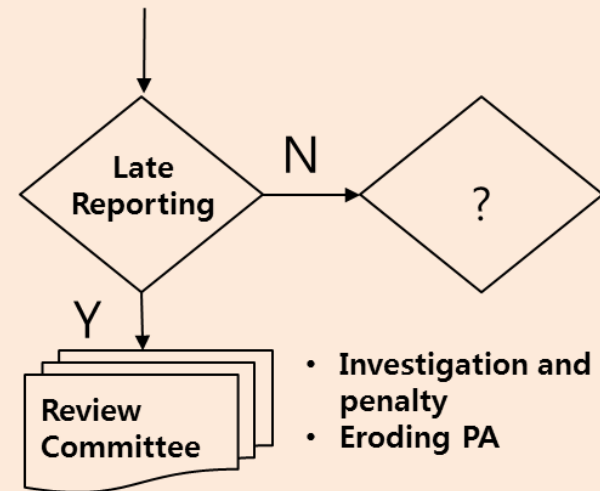 Late
Reporting
N
?
Y
Review
Committee
• Investigation and
penalty
• Eroding PA